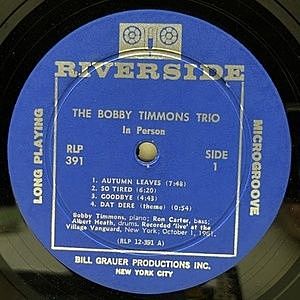 RIVERSIDE
THE BOBBY TIMMONS TRIO
In Person
RLP
391
SIDE
1
LONG PLAYING
MICROGROOVE
1. AUTUMN LEAVES (7:48)
2. SO TIRED (6:20)
3. GOODBYE (4:43)
4. DAT DERE (theme) (0:54)
Bobby Timmons, piano; Ron Carter, bass;
Albert Heath, drums. Recorded 'live' at the
Village Vanguard, New York; October 1, 1961.
(RLP 12-391 A)
BILL GRAUER PRODUCTIONS INC.
NEW YORK CITY